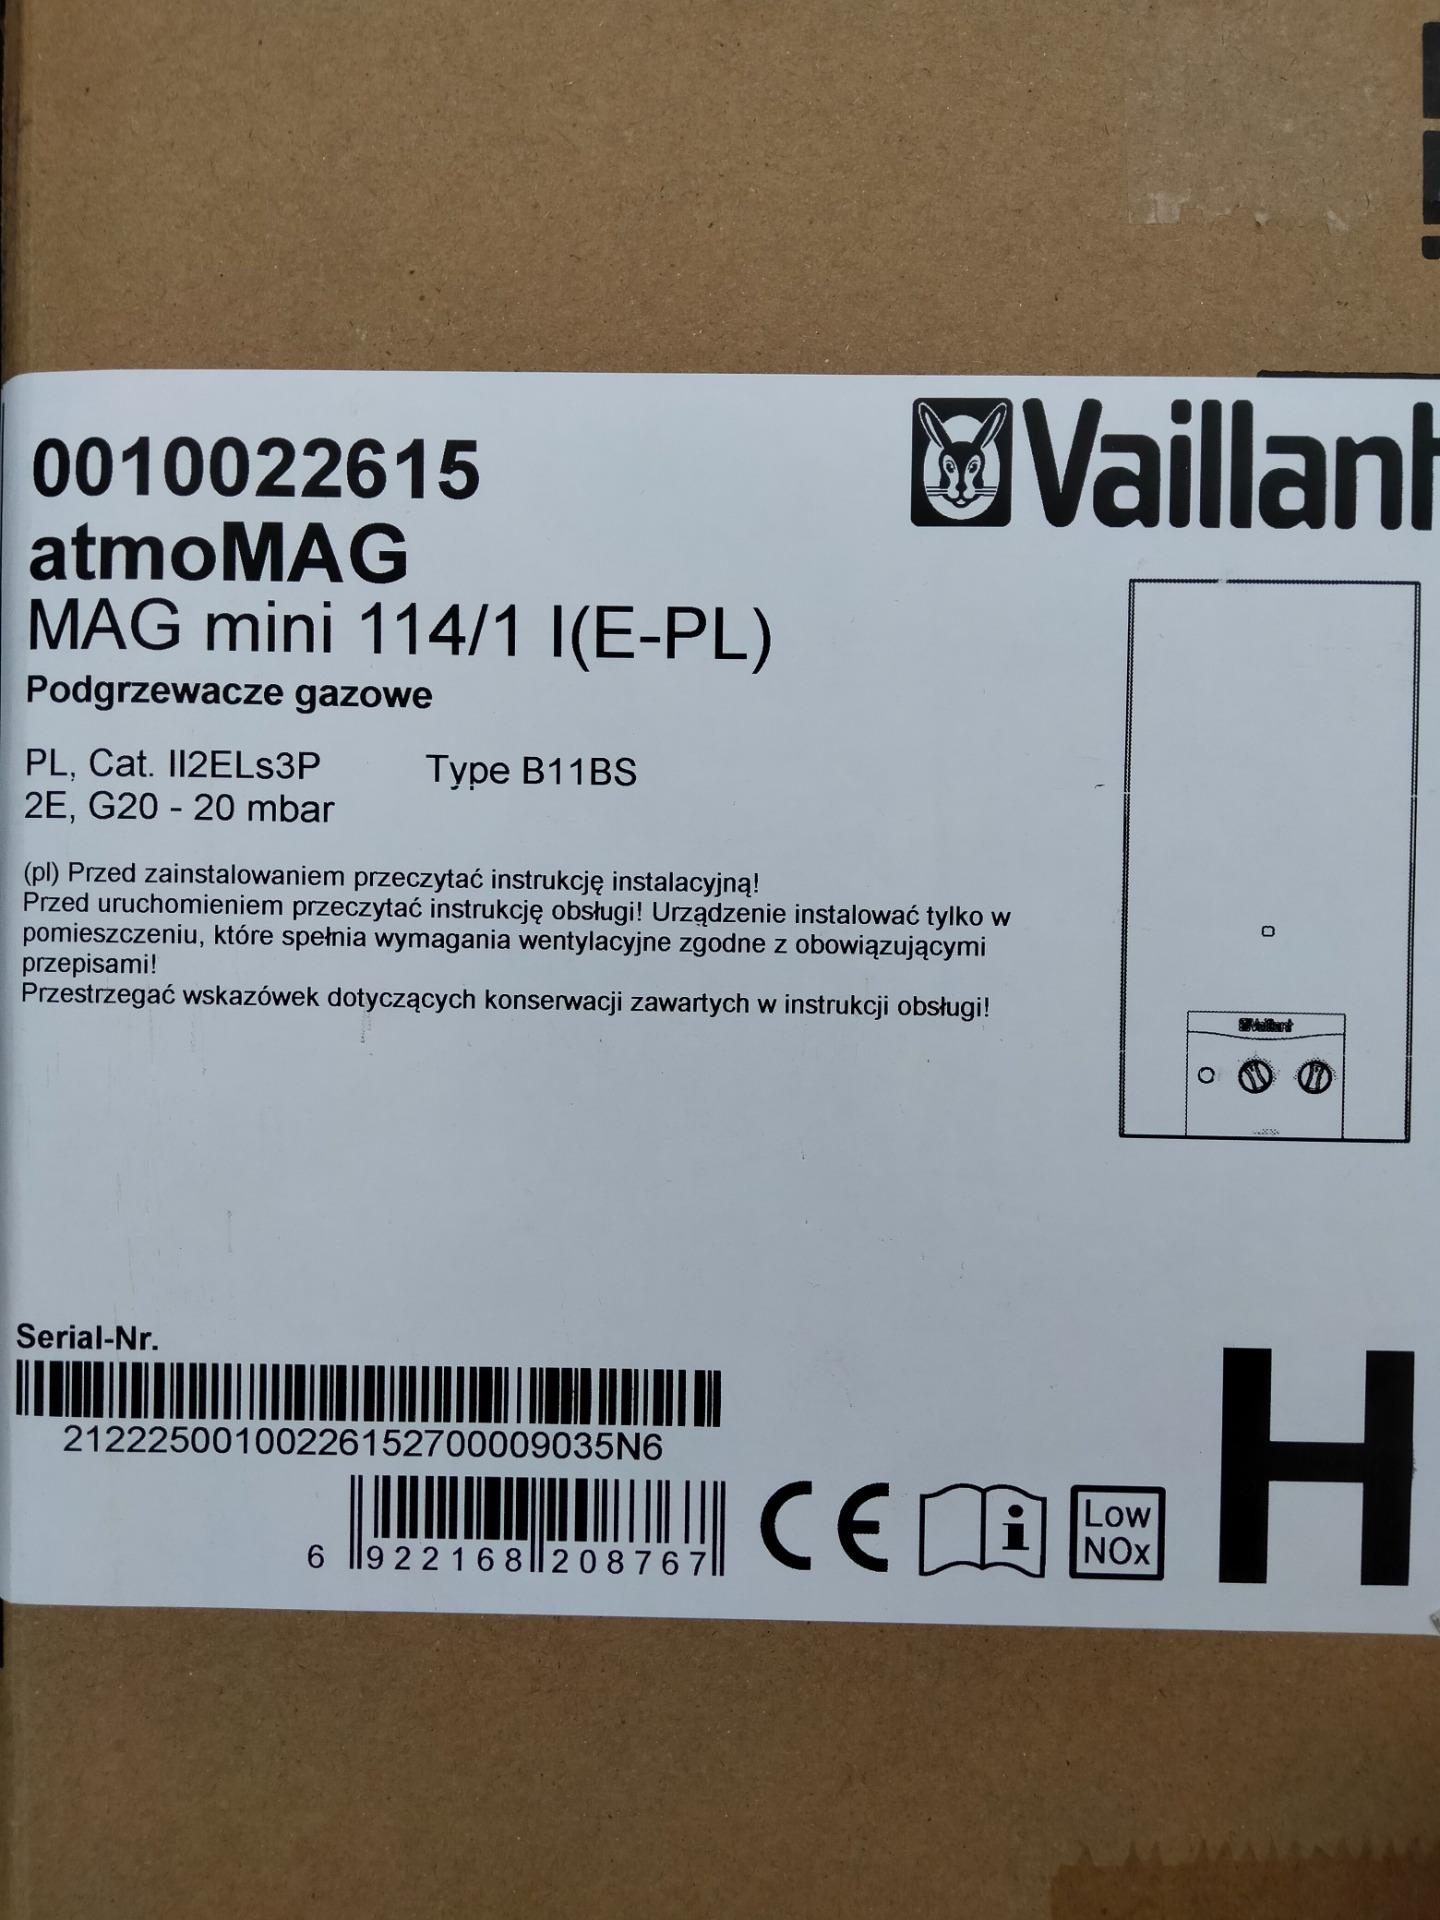 Vaillant
0010022615
atmoMAG
MAG mini 114/1 I(E-PL)
Podgrzewacze gazowe
PL, Cat. II2ELs3P Type B11BS
2E, G20 - 20 mbar
(pl) Przed zainstalowaniem przeczytać instrukcję instalacyjną!
Przed uruchomieniem przeczytać instrukcję obsługi! Urządzenie instalować tylko w
pomieszczeniu, które spełnia wymagania wentylacyjne zgodne z obowiązującymi
przepisami!
Przestrzegać wskazówek dotyczących konserwacji zawartych w instrukcji obsługi!
Vaillant
Serial-Nr.
21222500100226152700009035N6
6 922168 208767
CE
i
Low
NOx
H